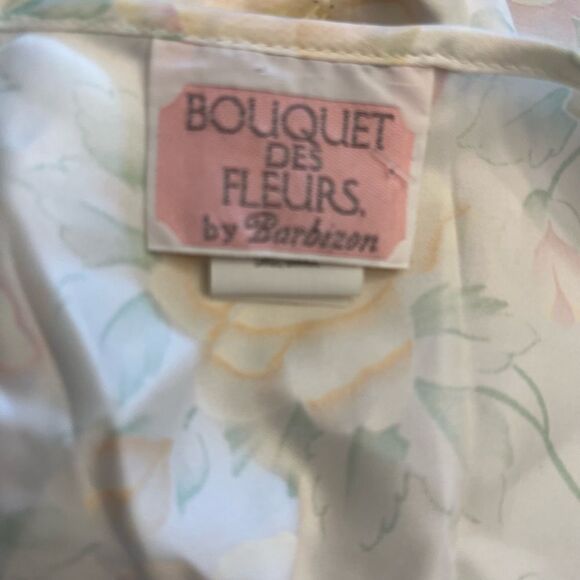 BOUQUET
DES
FLEURS.
by Barbizon